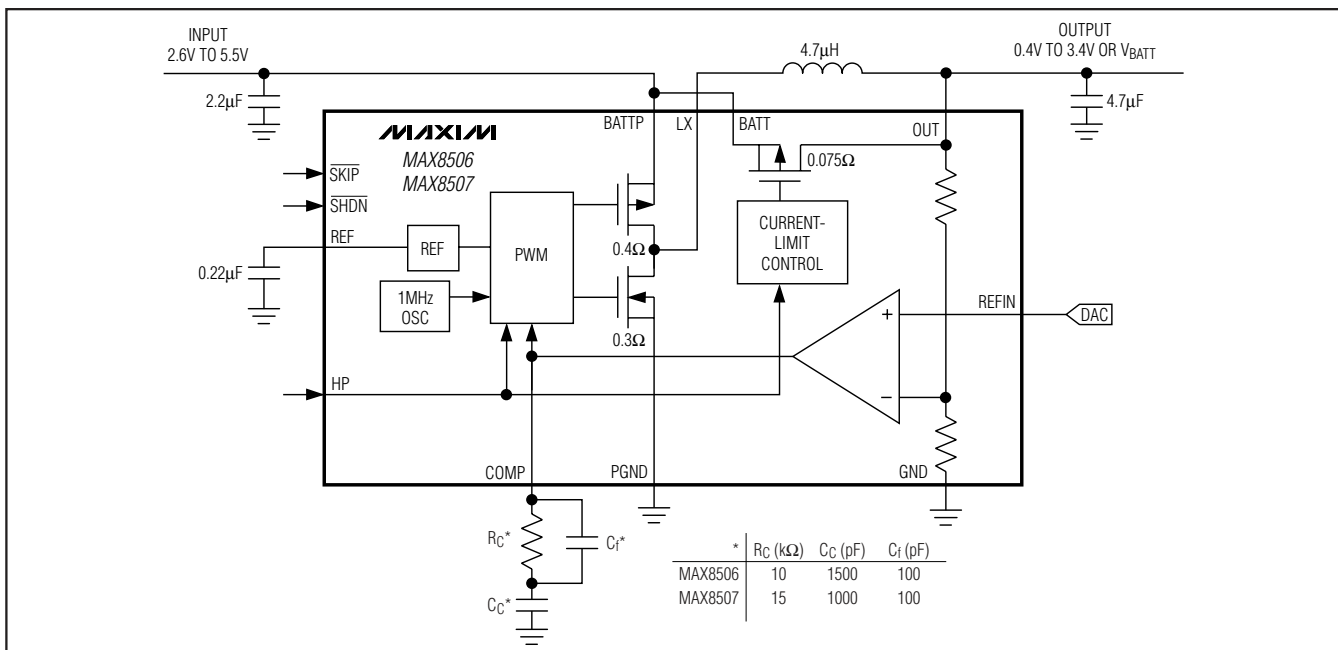 INPUT
2.6V TO 5.5V
4.7µH
OUTPUT
0.4V TO 3.4V OR VBATT
2.2µF
4.7µF
BATTP
LX
BATT
OUT
MAXIM
MAX8506
MAX8507
0.075Ω
SKIP
SHDN
REF
REF
PWM
0.4Ω
CURRENT-
LIMIT
CONTROL
0.22µF
1MHz
OSC
REFIN
DAC
+
0.3Ω
HP
−
COMP
PGND
GND
RC*
Cf*
CC*
* RC (kΩ) CC (pF) Cf (pF)
MAX8506 10 1500 100
MAX8507 15 1000 100